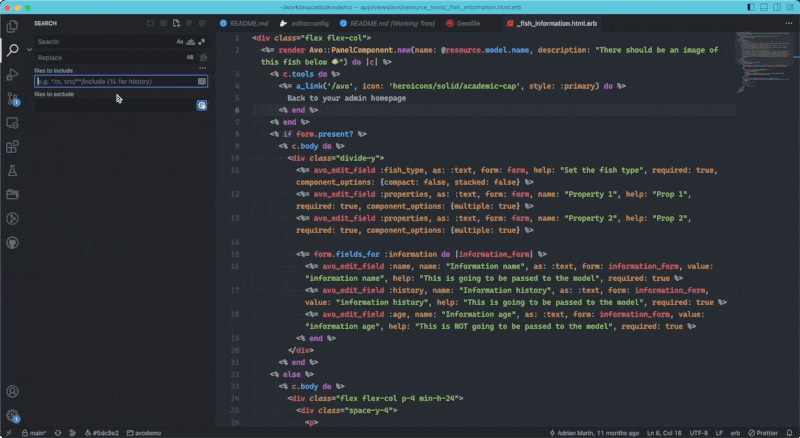 ~/work/avocado/avodemo — app/views/avo/resource_tools/_fish_information.html.erb
SEARCH
README.md
.editorconfig
README.md (Working Tree)
Gemfile
_fish_information.html.erb
Search
Aa
Replace
AB
files to include
e.g. *.ts, src/**/include (⇅ for history)
files to exclude
1 <div class="flex flex-col">
2 <%= render Avo::PanelComponent.new(name: @resource.model.name, description: "There should be an image of
this fish below 🐠") do |c| %>
3 <% c.tools do %>
4 <%= a_link('/avo', icon: 'heroicons/solid/academic-cap', style: :primary) do %>
5 Back to your admin homepage
6 <% end %>
7 <% end %>
8 <% if form.present? %>
9 <% c.body do %>
10 <div class="divide-y">
11 <%= avo_edit_field :fish_type, as: :text, form: form, help: "Set the fish type", required: true,
component_options: {compact: false, stacked: false} %>
12 <%= avo_edit_field :properties, as: :text, form: form, name: "Property 1", help: "Prop 1",
required: true, component_options: {multiple: true} %>
13 <%= avo_edit_field :properties, as: :text, form: form, name: "Property 2", help: "Prop 2",
required: true, component_options: {multiple: true} %>
14
15 <%= form.fields_for :information do |information_form| %>
16 <%= avo_edit_field :name, name: "Information name", as: :text, form: information_form, value:
"information name", help: "This is going to be passed to the model", required: true %>
17 <%= avo_edit_field :history, name: "Information history", as: :text, form: information_form,
value: "information history", help: "This is going to be passed to the model", required: true %>
18 <%= avo_edit_field :age, name: "Information age", as: :text, form: information_form, value:
"information age", help: "This is NOT going to be passed to the model", required: true %>
<% end %>
20 </div>
21 <% end %>
22 <% else %>
23 <% c.body do %>
24 <div class="flex flex-col p-4 min-h-24">
25 <div class="space-y-4">
<p>
main*
#5dc9e2
avodemo
Adrian Marin, 11 months ago
Ln 6, Col 16
UTF-8
LF
erb
Prettier